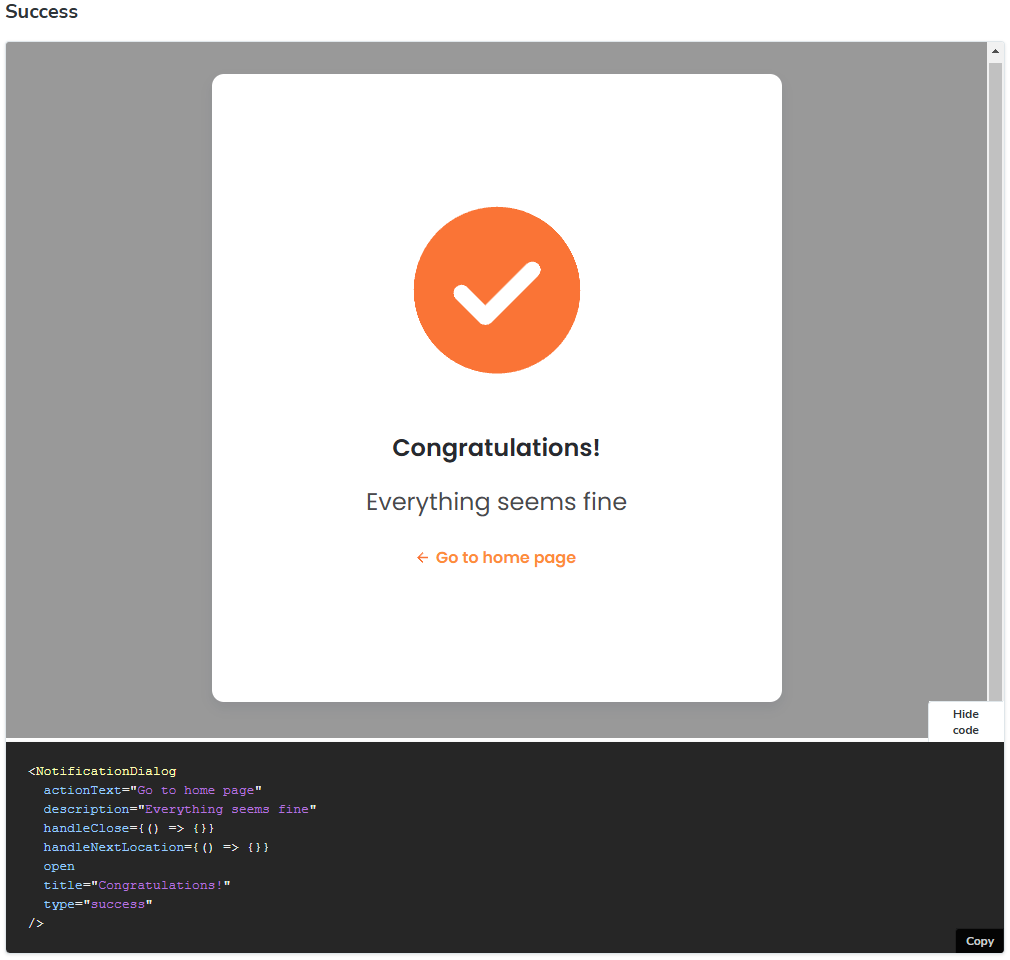 Success
Congratulations!
Everything seems fine
← Go to home page
Hide
code
<NotificationDialog
  actionText="Go to home page"
  description="Everything seems fine"
  handleClose={() => {}}
  handleNextLocation={() => {}}
  open
  title="Congratulations!"
  type="success"
/>
Copy